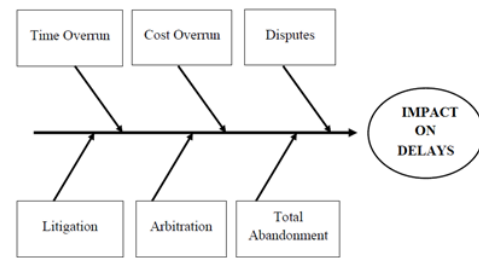 Time Overrun
Cost Overrun
Disputes
IMPACT
ON
DELAYS
Litigation
Arbitration
Total
Abandonment